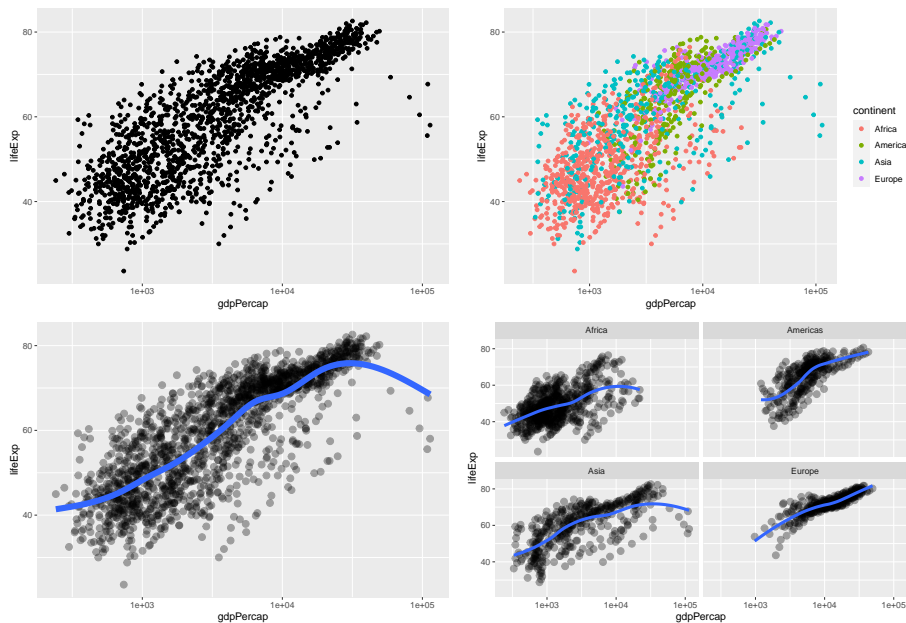 80
60
40
lifeExp
1e+03 1e+04 1e+05
gdpPercap
80
60
40
lifeExp
1e+03 1e+04 1e+05
gdpPercap
continent
Africa
America
Asia
Europe
80
60
40
lifeExp
1e+03 1e+04 1e+05
gdpPercap
Africa Americas
80
60
40
lifeExp
Asia Europe
80
60
40
1e+03 1e+04 1e+05 1e+03 1e+04 1e+05
gdpPercap